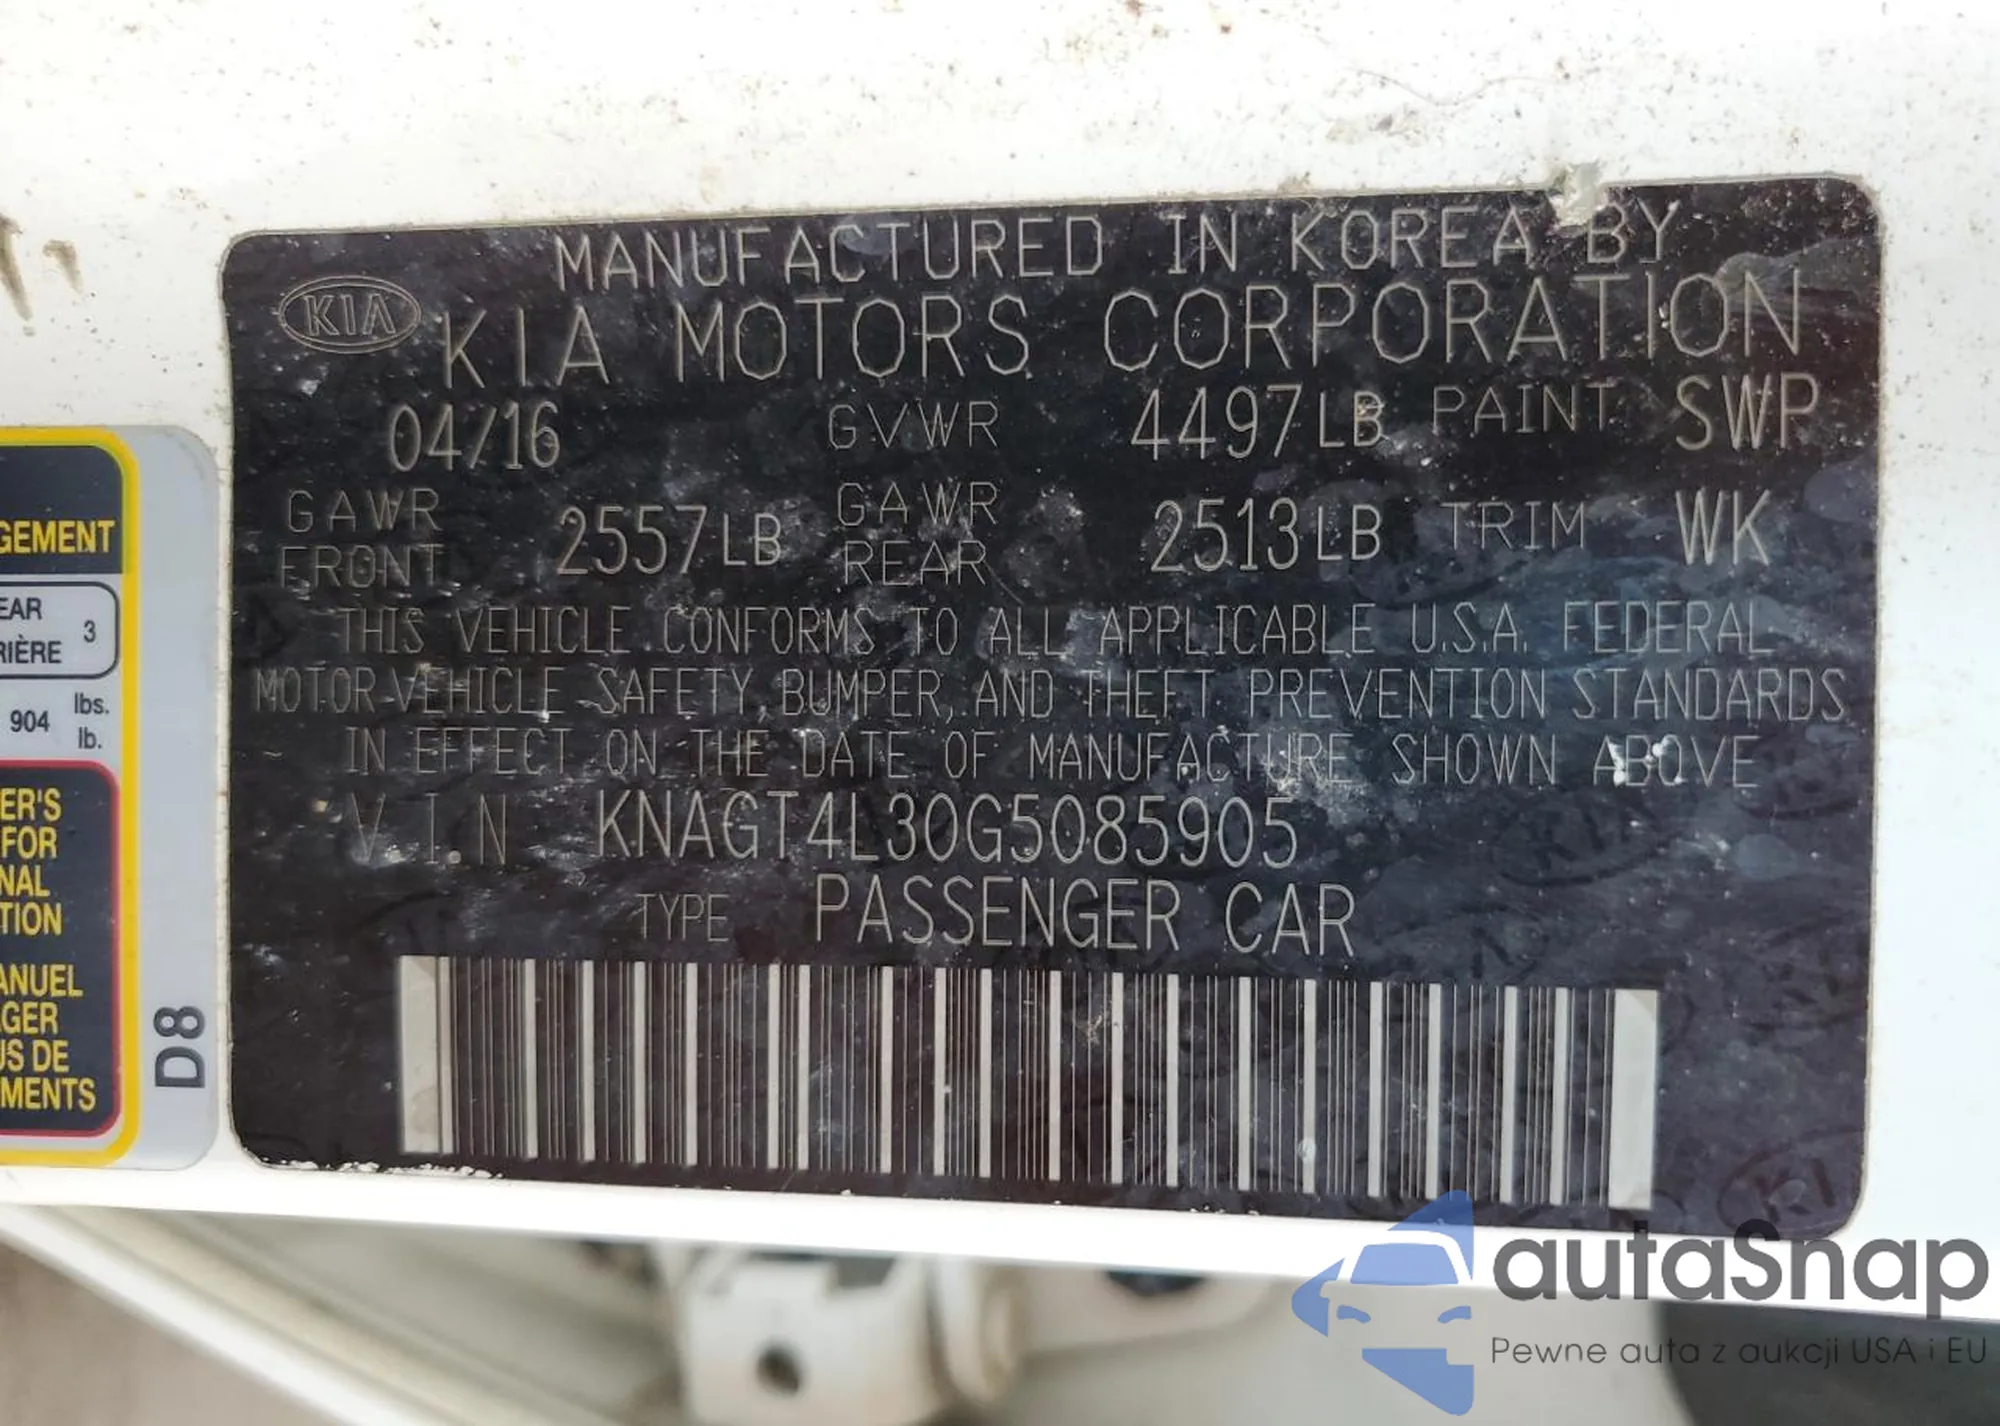 MANUFACTURED IN KOREA BY
KIA
KIA MOTORS CORPORATION
04/16 GVWR 4497LB PAINT SWP
GAWR FRONT 2557LB GAWR REAR 2513LB TRIM WK
THIS VEHICLE CONFORMS TO ALL APPLICABLE U.S.A. FEDERAL
MOTOR VEHICLE SAFETY, BUMPER, AND THEFT PREVENTION STANDARDS
IN EFFECT ON THE DATE OF MANUFACTURE SHOWN ABOVE
V.I.N KNAGT4L30G5085905
TYPE PASSENGER CAR
GEMENT
EAR
RIÈRE 3
904 lbs.
lb.
ER'S
FOR
NAL
TION
ANUEL
GER
US DE
MENTS
D8
KI
autaSnap
Pewne auta z aukcji USA i EU